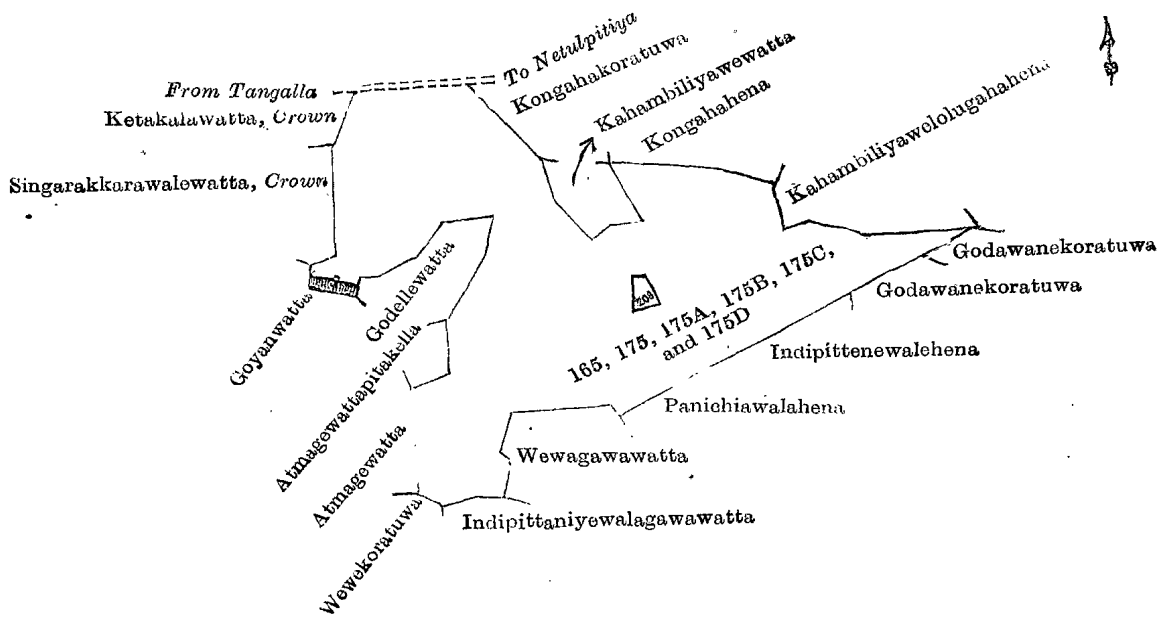 To Netulpitiya
From Tangalla
Kongahakoratuwa
Kahambiliyawewatta
Ketakalawatta, Crown
Kongahahena
Kahambiliyawelolugahahena
Singarakkarawalewatta, Crown
Godawanekoratuwa
Godawanekoratuwa
Goyanwatta
Godellewatta
165, 175, 175A, 175B, 175C,
and 175D
Indipittenewalehena
Atmagewattapitakella
Panichiawalahena
Atmagewatta
Wewagawawatta
Wewekoratuwa
Indipittaniyewalagawawatta